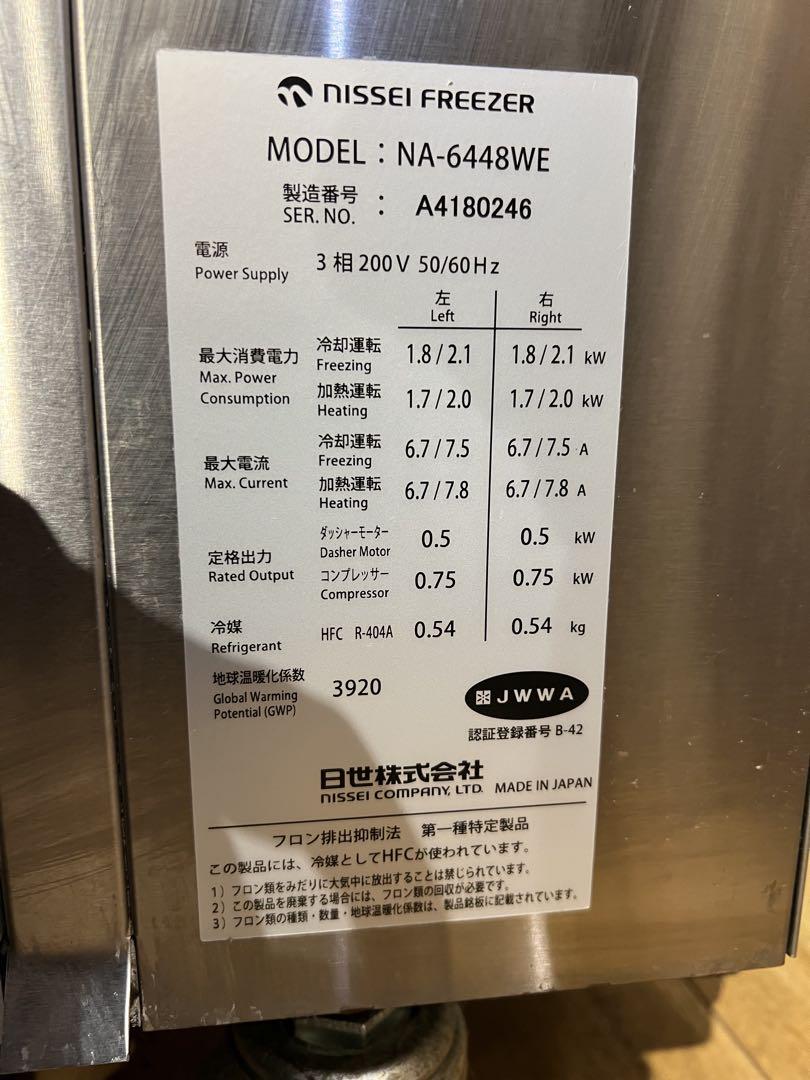 NISSEI FREEZER
MODEL : NA-6448WE
製造番号
SER. NO. : A4180246
電源
Power Supply 3相200V 50/60Hz
左 右
Left Right
最大消費電力 冷却運転
Max. Power Freezing 1.8 / 2.1 1.8 / 2.1 kW
Consumption 加熱運転
Heating 1.7 / 2.0 1.7 / 2.0 kW
最大電流 冷却運転
Max. Current Freezing 6.7 / 7.5 6.7 / 7.5 A
加熱運転
Heating 6.7 / 7.8 6.7 / 7.8 A
定格出力 ダッシャーモーター
Rated Output Dasher Motor 0.5 0.5 kW
コンプレッサー
Compressor 0.75 0.75 kW
冷媒
Refrigerant HFC R-404A 0.54 0.54 kg
地球温暖化係数
Global Warming 3920
Potential (GWP)
JWWA
認証登録番号 B-42
日世株式会社
NISSEI COMPANY, LTD. MADE IN JAPAN
フロン排出抑制法 第一種特定製品
この製品には、冷媒としてHFCが使われています。
1）フロン類をみだりに大気中に放出することは禁じられています。
2）この製品を廃棄する場合には、フロン類の回収が必要です。
3）フロン類の種類・数量・地球温暖化係数は、製品銘板に記載されています。